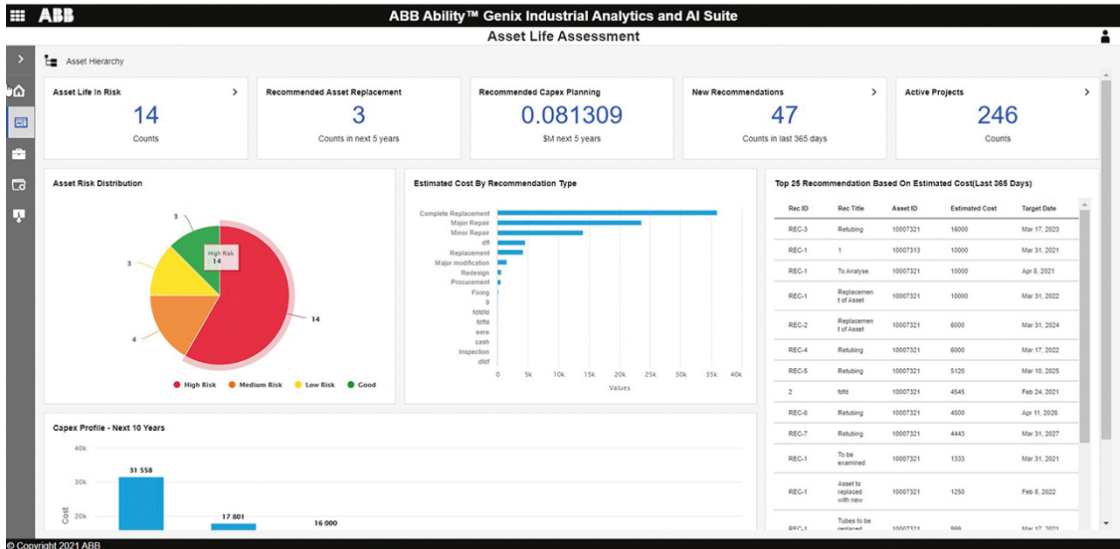 ABB
ABB Ability™ Genix Industrial Analytics and AI Suite
Asset Life Assessment
Asset Hierarchy
Asset Life In Risk
14
Counts
Recommended Asset Replacement
3
Counts in next 5 years
Recommended Capex Planning
0.081309
$M next 5 years
New Recommendations
47
Counts in last 365 days
Active Projects
246
Counts
Asset Risk Distribution
3
3
4
14
High Risk
14
High Risk Medium Risk Low Risk Good
Estimated Cost By Recommendation Type
Complete Replacement
Major Repair
Minor Repair
dff
Replacement
Major modification
Redesign
Procurement
Fixing
cash
Inspection
0 5k 10k 15k 20k 25k 30k 35k 40k
Values
Top 25 Recommendation Based On Estimated Cost(Last 365 Days)
Rec ID Rec Title Asset ID Estimated Cost Target Date
REC-3 Retubing 10007321 16000 Mar 17, 2023
REC-1 1 10007313 10000 Mar 31, 2021
REC-1 To Analyse. 10007321 10000 Apr 8, 2021
REC-1 Replacemen
t of Asset 10007321 10000 Mar 31, 2022
REC-2 Replacemen
t of Asset 10007321 6000 Mar 31, 2024
REC-4 Retubing 10007321 6000 Mar 17, 2022
REC-5 Retubing 10007321 5120 Mar 10, 2025
2 fdfd 10007321 4545 Feb 24, 2021
REC-6 Retubing 10007321 4500 Apr 11, 2026
REC-7 Retubing 10007321 4443 Mar 31, 2027
REC-1 To be
examined 10007321 1333 Mar 31, 2021
REC-1 Asset to
replaced
with new 10007321 1250 Feb 8, 2022
REC-1 Tubes to be
replaced 10007321 999 Mar 17, 2021
Capex Profile - Next 10 Years
Cost
40k
30k
20k
31 558
17 801
16 000
© Copyright 2021 ABB